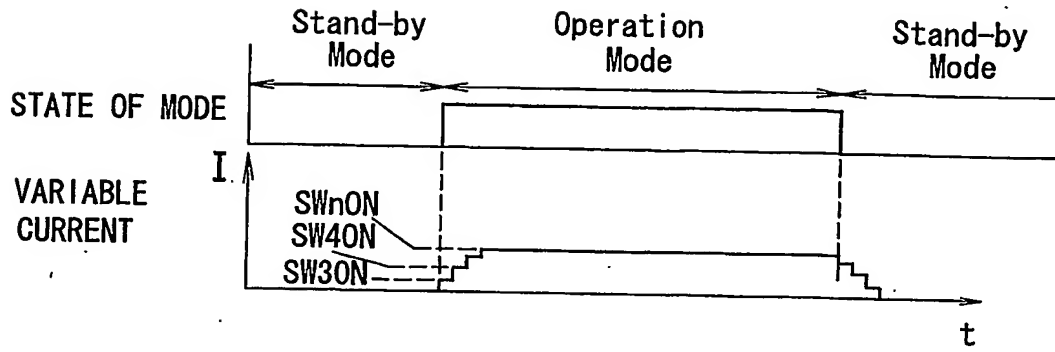 Stand-by
Mode
Operation
Mode
Stand-by
Mode
STATE OF MODE
I
VARIABLE
CURRENT
SWnON
SW4ON
SW3ON
t